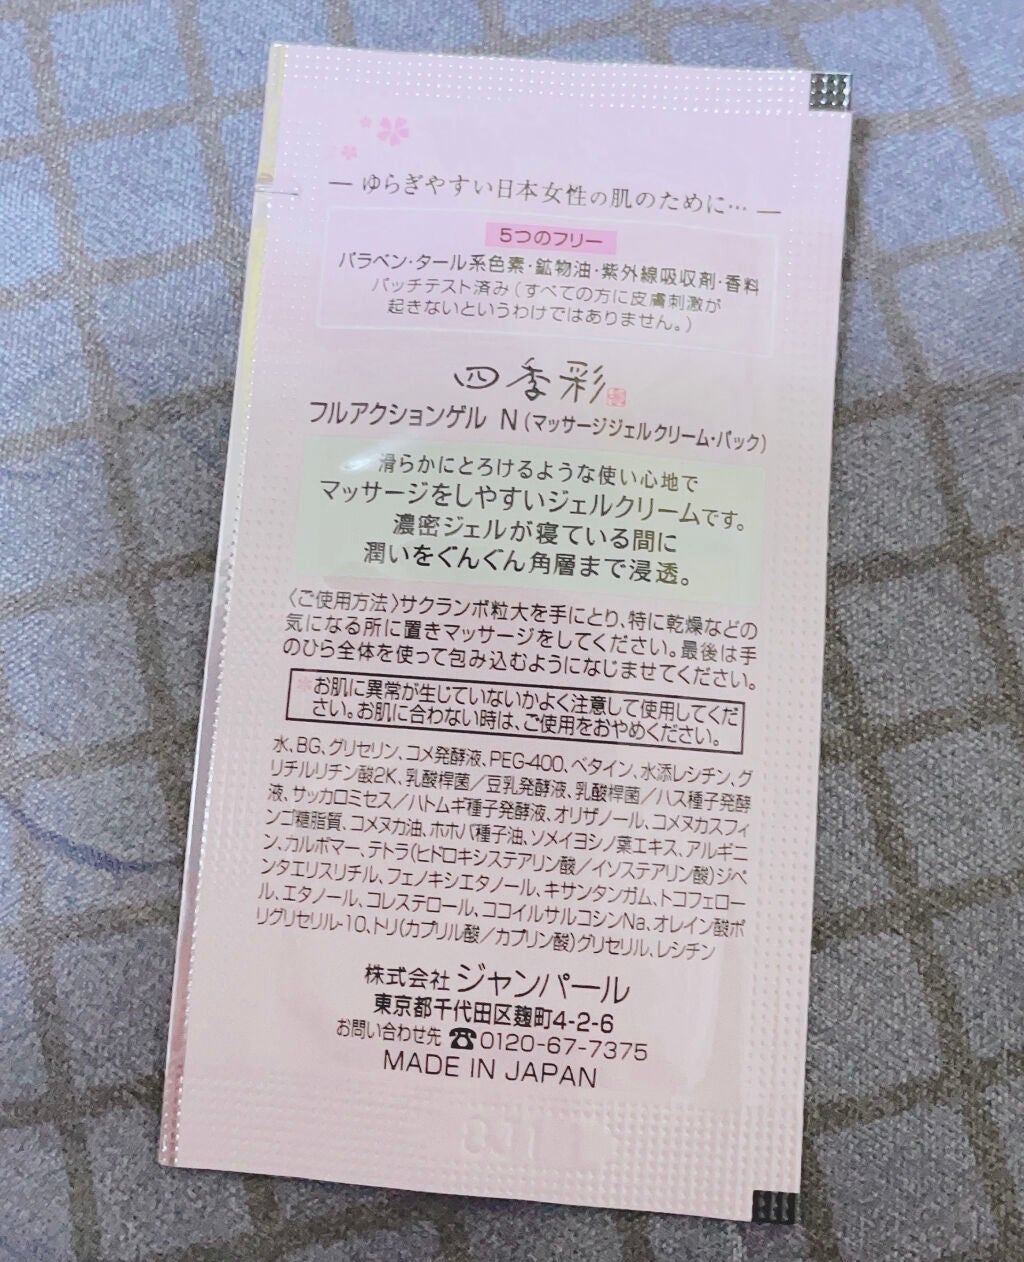 ― ゆらぎやすい日本女性の肌のために… ―
5つのフリー
パラベン・タール系色素・鉱物油・紫外線吸収剤・香料
パッチテスト済み（すべての方に皮膚刺激が
起きないというわけではありません。）
四季彩
フルアクションゲル N（マッサージジェルクリーム・パック）
滑らかにとろけるような使い心地で
マッサージをしやすいジェルクリームです。
濃密ジェルが寝ている間に
潤いをぐんぐん角層まで浸透。
〈ご使用方法〉サクランボ粒大を手にとり、特に乾燥などの
気になる所に置きマッサージをしてください。最後は手
のひら全体を使って包み込むようになじませてください。
※お肌に異常が生じていないかよく注意して使用してくだ
さい。お肌に合わない時は、ご使用をおやめください。
水、BG、グリセリン、コメ発酵液、PEG-400、ベタイン、水添レシチン、グ
リチルリチン酸2K、乳酸桿菌／豆乳発酵液、乳酸桿菌／ハス種子発酵
液、サッカロミセス／ハトムギ種子発酵液、オリザノール、コメヌカスフィ
ンゴ糖脂質、コメヌカ油、ホホバ種子油、ソメイヨシノ葉エキス、アルギニ
ン、カルボマー、テトラ（ヒドロキシステアリン酸／イソステアリン酸）ジペ
ンタエリスリチル、フェノキシエタノール、キサンタンガム、トコフェロー
ル、エタノール、コレステロール、ココイルサルコシンNa、オレイン酸ポ
リグリセリル-10、トリ（カプリル酸／カプリン酸）グリセリル、レシチン
株式会社 ジャンパール
東京都千代田区麹町4-2-6
お問い合わせ先 ☎0120-67-7375
MADE IN JAPAN